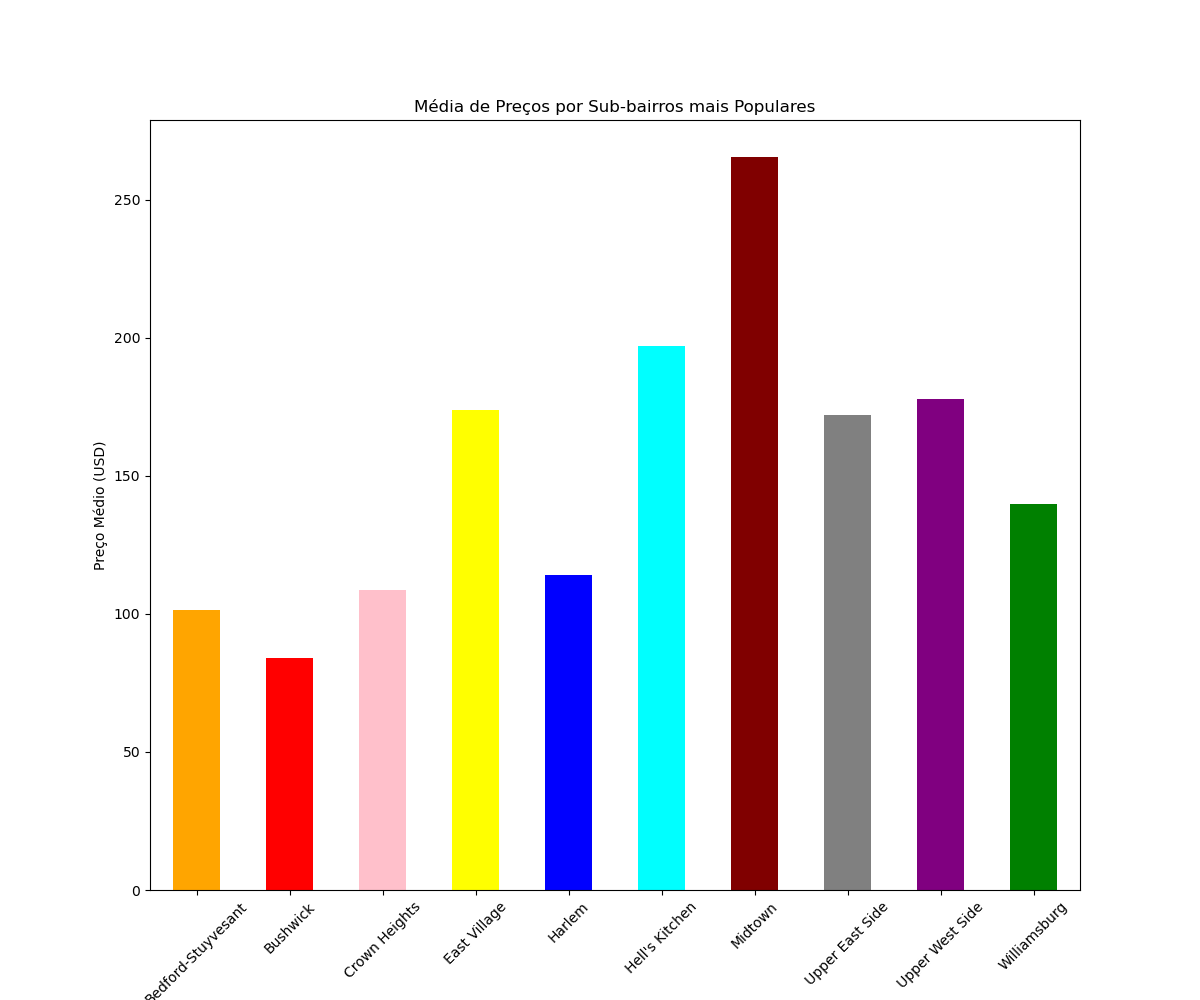 Média de Preços por Sub-bairros mais Populares
Preço Médio (USD)
250
200
150
100
50
0
Bedford-Stuyvesant
Bushwick
Crown Heights
East Village
Harlem
Hell's Kitchen
Midtown
Upper East Side
Upper West Side
Williamsburg